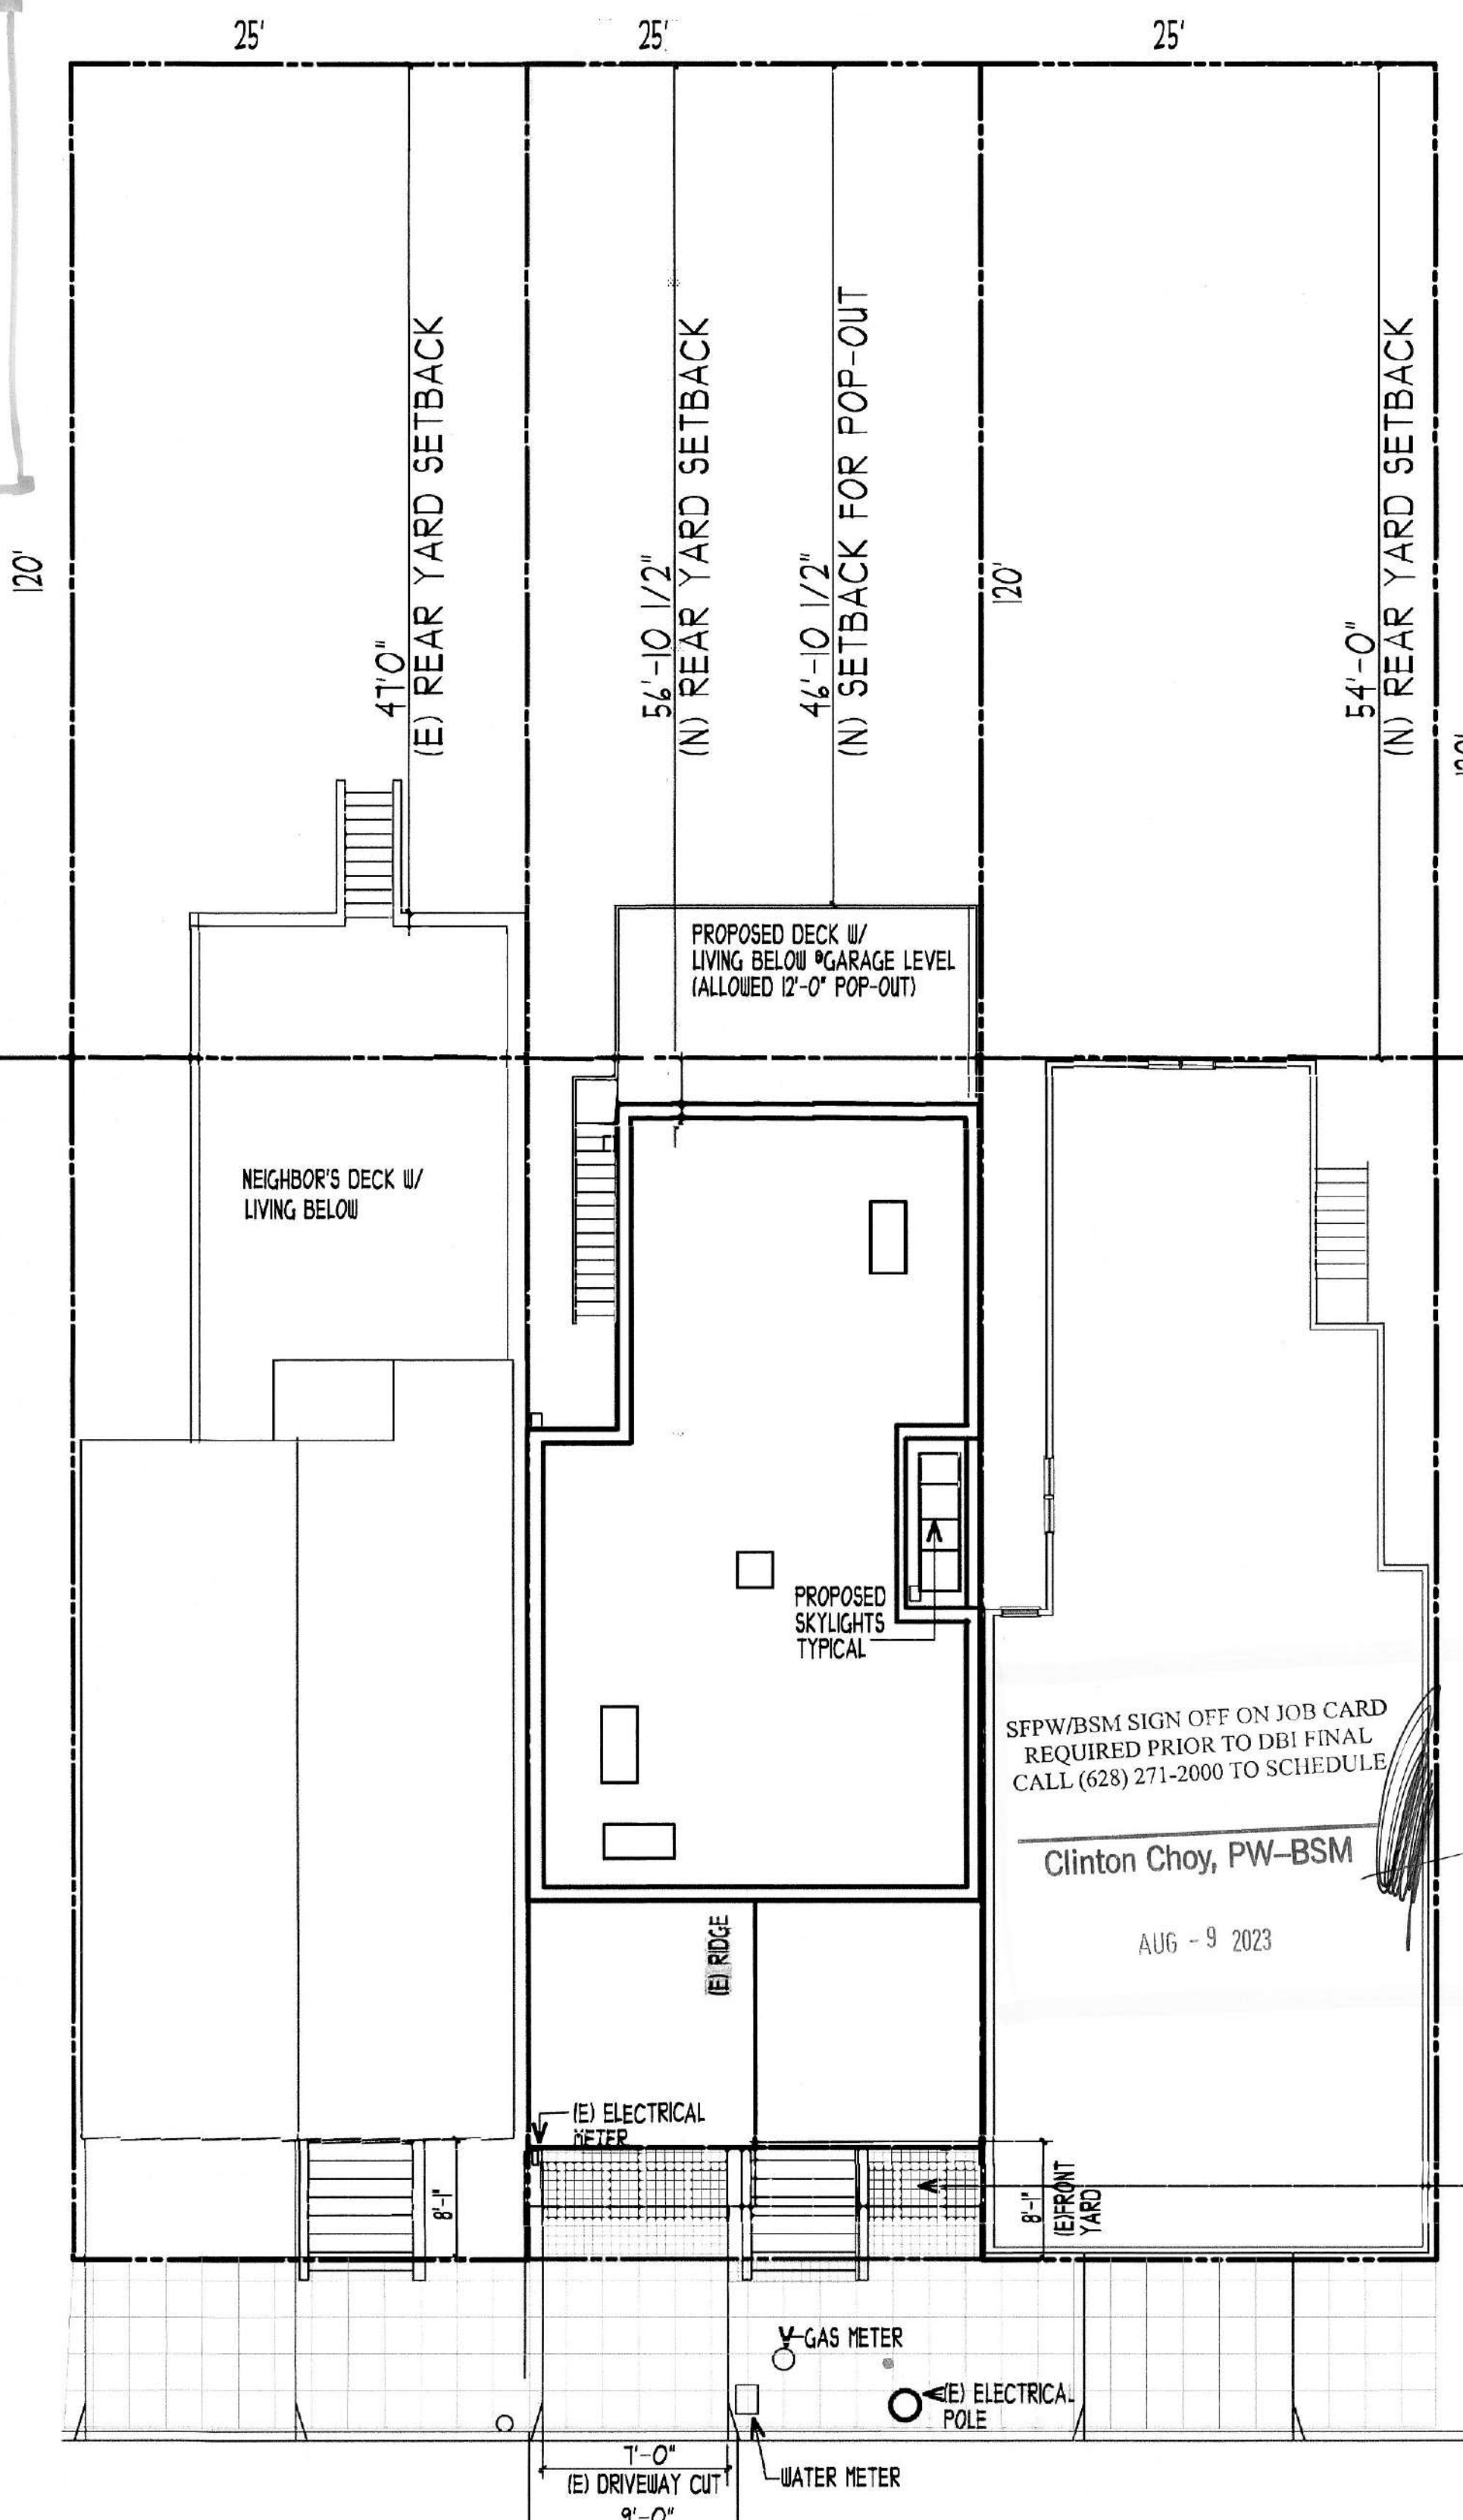 25'
25'
25'
120'
47'0"
(E) REAR YARD SETBACK
56'-10 1/2"
(N) REAR YARD SETBACK
46'-10 1/2"
(N) SETBACK FOR POP-OUT
120'
54'-0"
(N) REAR YARD SETBACK
PROPOSED DECK W/
LIVING BELOW @GARAGE LEVEL
(ALLOWED 12'-0" POP-OUT)
NEIGHBOR'S DECK W/
LIVING BELOW
PROPOSED
SKYLIGHTS
TYPICAL
SFPW/BSM SIGN OFF ON JOB CARD
REQUIRED PRIOR TO DBI FINAL
CALL (628) 271-2000 TO SCHEDULE
Clinton Choy, PW-BSM
AUG - 9 2023
(E) RIDGE
(E) ELECTRICAL
METER
8'-1"
8'-1"
(E)FRONT
YARD
GAS METER
(E) ELECTRICAL
POLE
7'-0"
(E) DRIVEWAY CUT
WATER METER
9'-0"